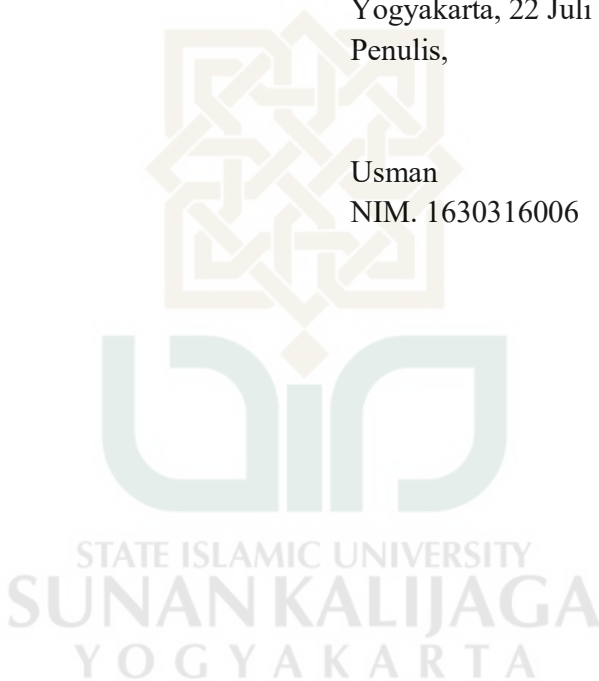 Yogyakarta, 22 Juli
Penulis,
Usman
NIM. 1630316006
STATE ISLAMIC UNIVERSITY
SUNAN KALIJAGA
YOGYAKARTA